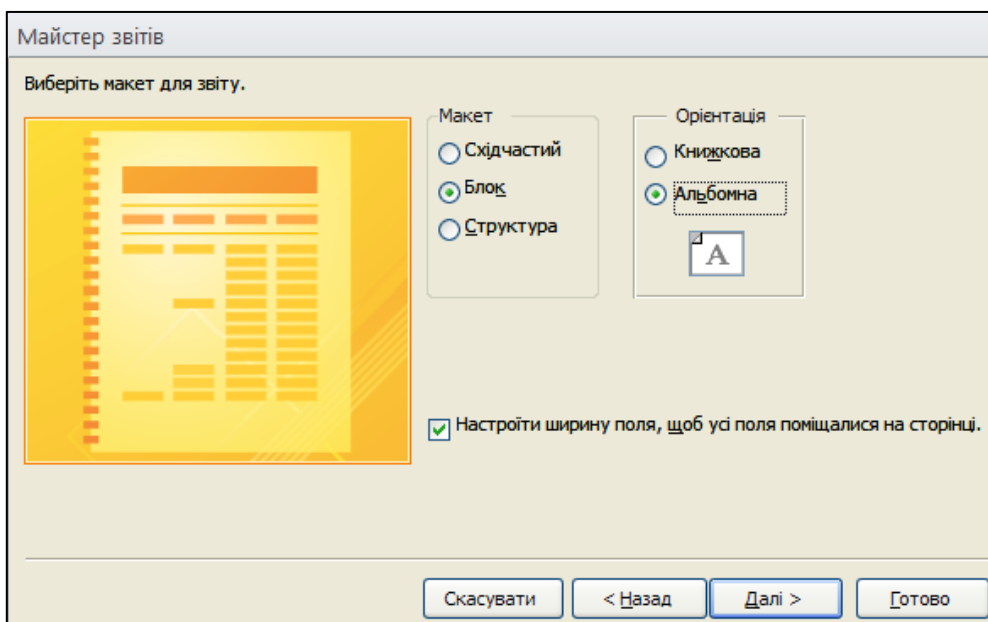 Майстер звітів
Виберіть макет для звіту.
Макет
Східчастий
Блок
Структура
Орієнтація
Книжкова
Альбомна
A
Настроїти ширину поля, щоб усі поля поміщалися на сторінці.
Скасувати
< Назад
Далі >
Готово